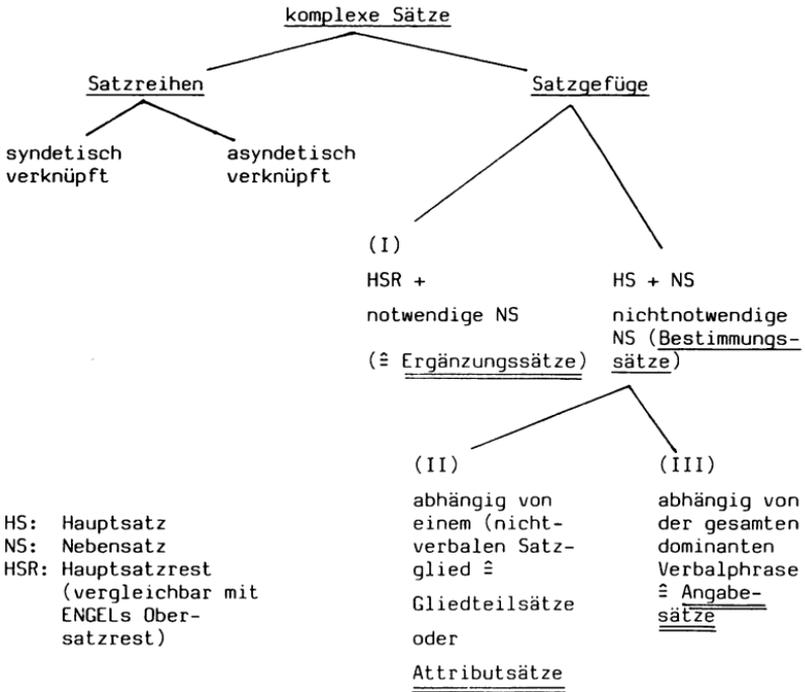 komplexe Sätze
Satzreihen
Satzgefüge
syndetisch
verknüpft
asyndetisch
verknüpft
(I)
HSR +
notwendige NS
(≙ Ergänzungssätze)
HS + NS
nichtnotwendige
NS (Bestimmungs-
sätze)
(II)
abhängig von
einem (nicht-
verbalen Satz-
glied ≙
Gliedteilsätze
oder
Attributsätze
(III)
abhängig von
der gesamten
dominanten
Verbalphrase
≙ Angabe-
sätze
HS: Hauptsatz
NS: Nebensatz
HSR: Hauptsatzrest
(vergleichbar mit
ENGELs Ober-
satzrest)